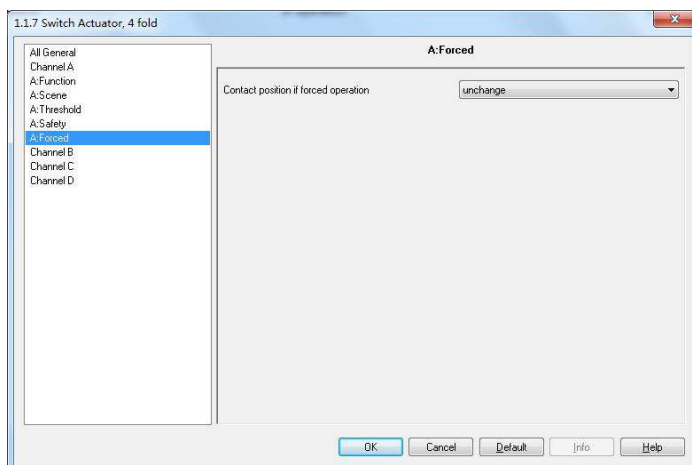 1.1.7 Switch Actuator, 4 fold
All General
Channel A
A:Function
A:Scene
A:Threshold
A:Safety
A:Forced
Channel B
Channel C
Channel D
A:Forced
Contact position if forced operation
unchange
OK
Cancel
Default
Info
Help